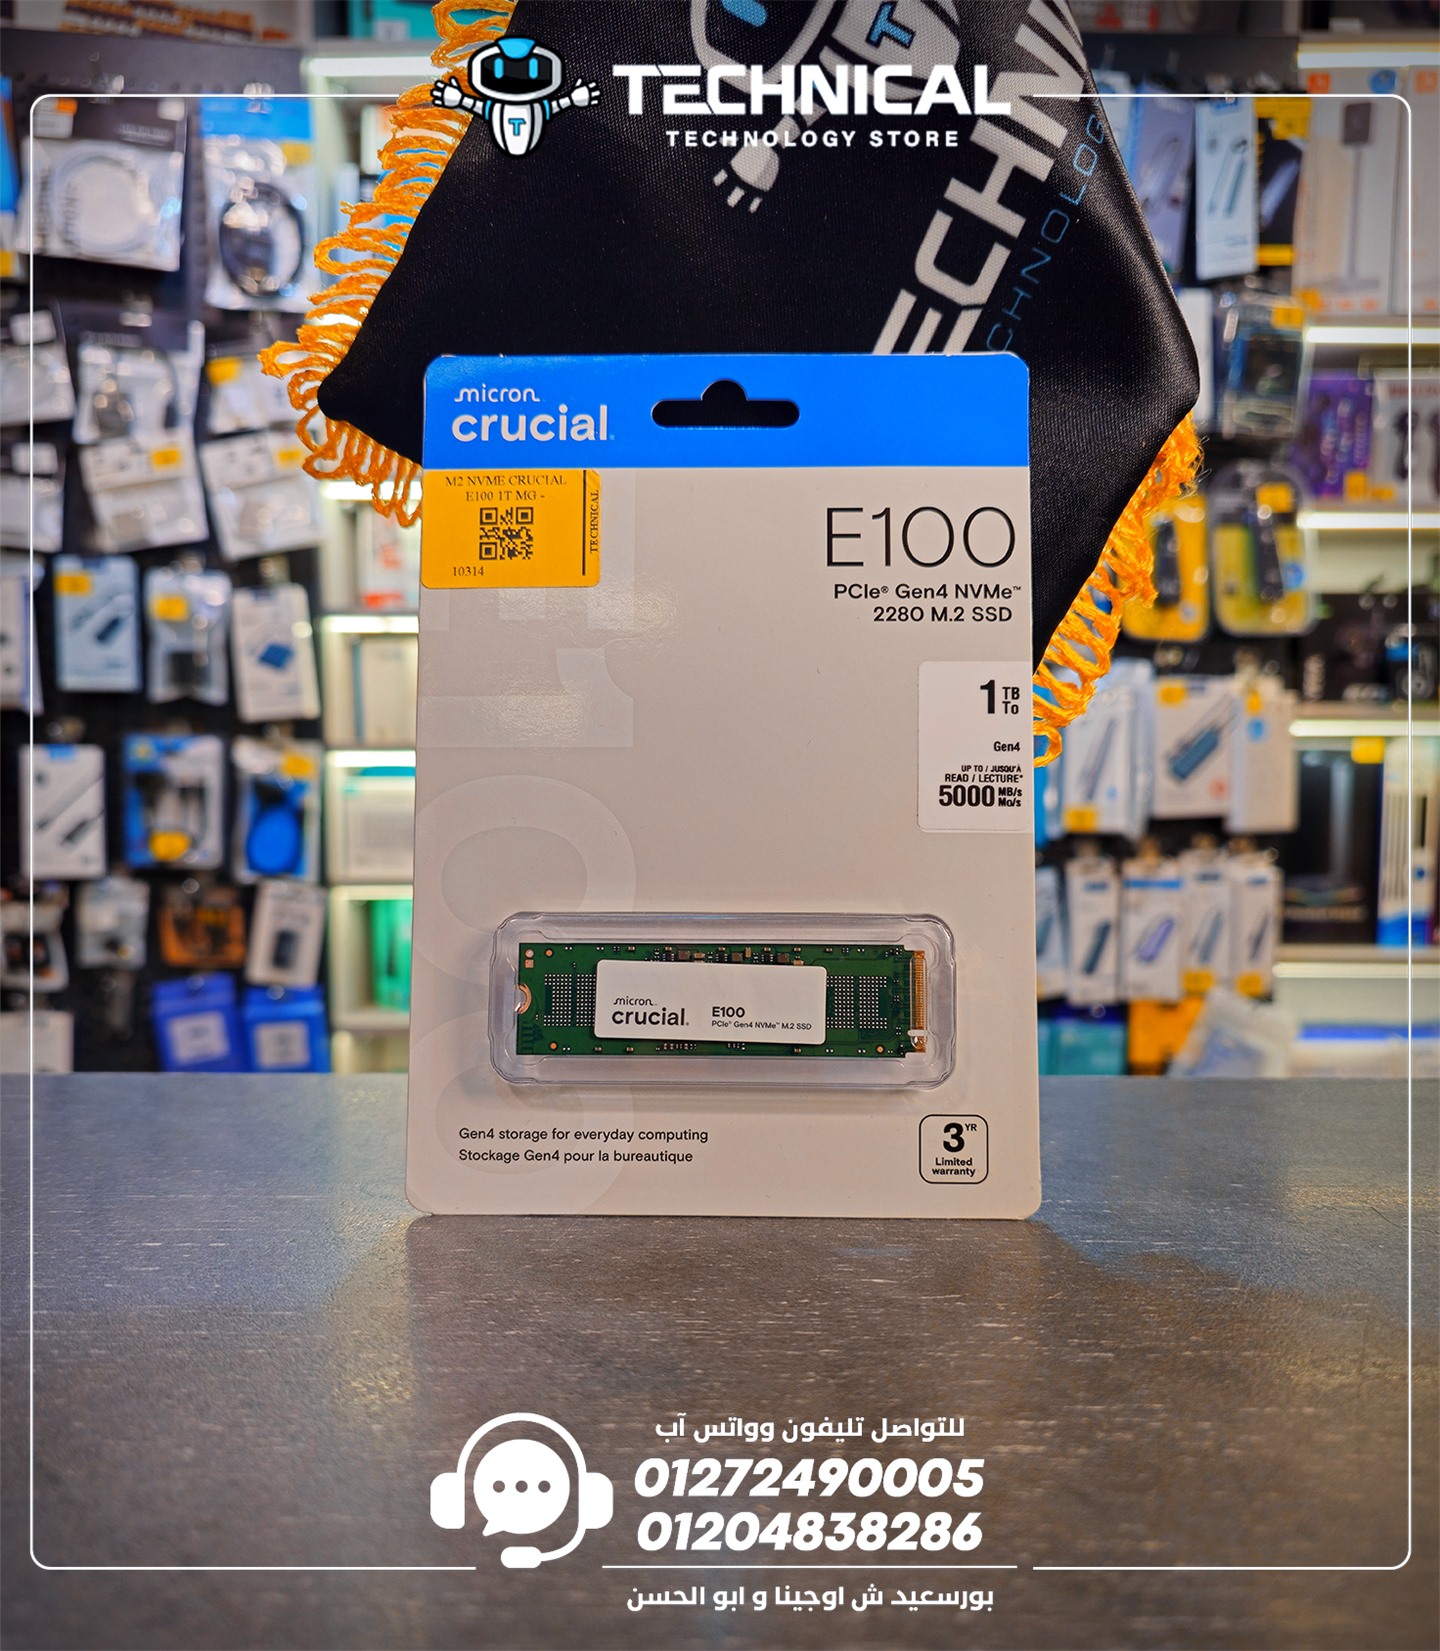 TECHNICAL
TECHNOLOGY STORE
micron
crucial
M2 NVME CRUCIAL
E100 1T MG -
TECHNICAL
10314
E100
PCIe® Gen4 NVMe™
2280 M.2 SSD
1 TB
To
Gen4
UP TO / JUSQU'À
READ / LECTURE*
5000 MB/s
Mo/s
micron
crucial
E100
PCIe® Gen4 NVMe™ M.2 SSD
Gen4 storage for everyday computing
Stockage Gen4 pour la bureautique
3 YR
Limited
warranty
للتواصل تليفون وواتس آب
01272490005
01204838286
بورسعيد ش اوجينا و ابو الحسن